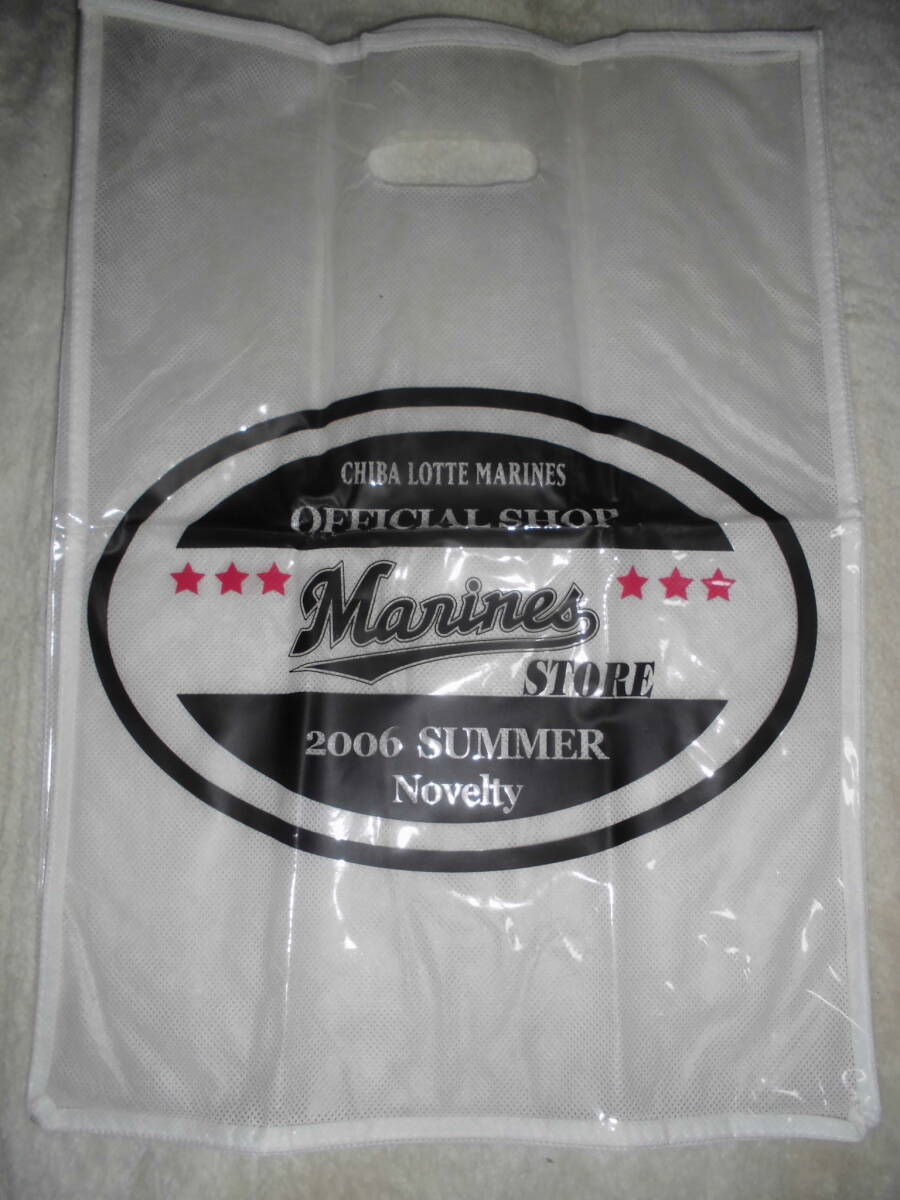 CHIBA LOTTE MARINES
OFFICIAL SHOP
Marines
STORE
2006 SUMMER
Novelty